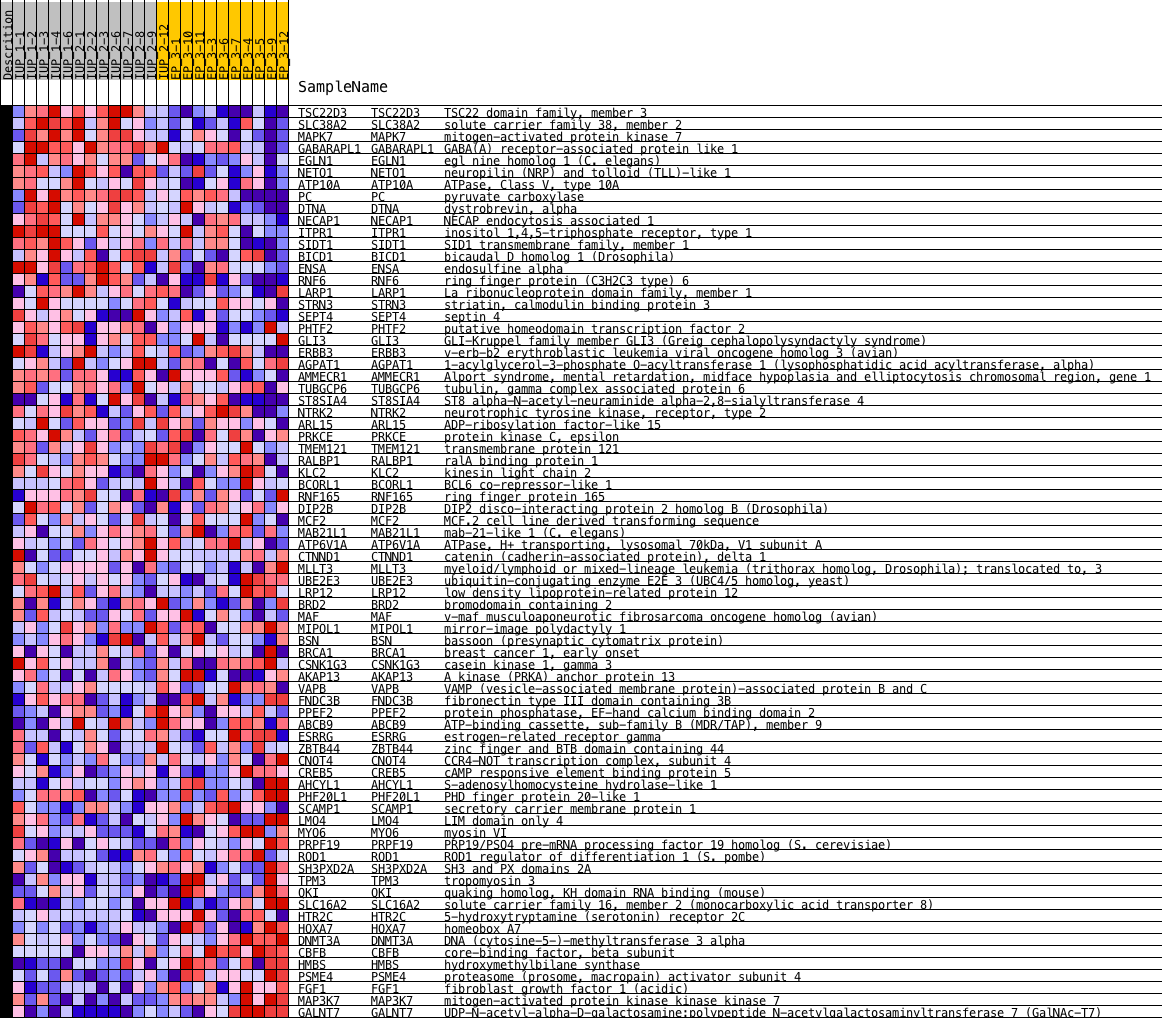 Descrition
IUP_1-1
IUP_1-2
IUP_1-3
IUP_1-4
IUP_1-6
IUP_2-1
IUP_2-2
IUP_2-3
IUP_2-6
IUP_2-7
IUP_2-8
IUP_2-9
IUP_2-12
EP_3-1
EP_3-10
EP_3-11
EP_3-3
EP_3-6
EP_3-7
EP_3-4
EP_3-5
EP_3-9
EP_3-12
SampleName
TSC22D3 TSC22D3 TSC22 domain family, member 3
SLC38A2 SLC38A2 solute carrier family 38, member 2
MAPK7 MAPK7 mitogen-activated protein kinase 7
GABARAPL1 GABARAPL1 GABA(A) receptor-associated protein like 1
EGLN1 EGLN1 egl nine homolog 1 (C. elegans)
NETO1 NETO1 neuropilin (NRP) and tolloid (TLL)-like 1
ATP10A ATP10A ATPase, Class V, type 10A
PC PC pyruvate carboxylase
DTNA DTNA dystrobrevin, alpha
NECAP1 NECAP1 NECAP endocytosis associated 1
ITPR1 ITPR1 inositol 1,4,5-triphosphate receptor, type 1
SIDT1 SIDT1 SID1 transmembrane family, member 1
BICD1 BICD1 bicaudal D homolog 1 (Drosophila)
ENSA ENSA endosulfine alpha
RNF6 RNF6 ring finger protein (C3H2C3 type) 6
LARP1 LARP1 La ribonucleoprotein domain family, member 1
STRN3 STRN3 striatin, calmodulin binding protein 3
SEPT4 SEPT4 septin 4
PHTF2 PHTF2 putative homeodomain transcription factor 2
GLI3 GLI3 GLI-Kruppel family member GLI3 (Greig cephalopolysyndactyly syndrome)
ERBB3 ERBB3 v-erb-b2 erythroblastic leukemia viral oncogene homolog 3 (avian)
AGPAT1 AGPAT1 1-acylglycerol-3-phosphate O-acyltransferase 1 (lysophosphatidic acid acyltransferase, alpha)
AMMECR1 AMMECR1 Alport syndrome, mental retardation, midface hypoplasia and elliptocytosis chromosomal region, gene 1
TUBGCP6 TUBGCP6 tubulin, gamma complex associated protein 6
ST8SIA4 ST8SIA4 ST8 alpha-N-acetyl-neuraminide alpha-2,8-sialyltransferase 4
NTRK2 NTRK2 neurotrophic tyrosine kinase, receptor, type 2
ARL15 ARL15 ADP-ribosylation factor-like 15
PRKCE PRKCE protein kinase C, epsilon
TMEM121 TMEM121 transmembrane protein 121
RALBP1 RALBP1 ralA binding protein 1
KLC2 KLC2 kinesin light chain 2
BCORL1 BCORL1 BCL6 co-repressor-like 1
RNF165 RNF165 ring finger protein 165
DIP2B DIP2B DIP2 disco-interacting protein 2 homolog B (Drosophila)
MCF2 MCF2 MCF.2 cell line derived transforming sequence
MAB21L1 MAB21L1 mab-21-like 1 (C. elegans)
ATP6V1A ATP6V1A ATPase, H+ transporting, lysosomal 70kDa, V1 subunit A
CTNND1 CTNND1 catenin (cadherin-associated protein), delta 1
MLLT3 MLLT3 myeloid/lymphoid or mixed-lineage leukemia (trithorax homolog, Drosophila); translocated to, 3
UBE2E3 UBE2E3 ubiquitin-conjugating enzyme E2E 3 (UBC4/5 homolog, yeast)
LRP12 LRP12 low density lipoprotein-related protein 12
BRD2 BRD2 bromodomain containing 2
MAF MAF v-maf musculoaponeurotic fibrosarcoma oncogene homolog (avian)
MIPOL1 MIPOL1 mirror-image polydactyly 1
BSN BSN bassoon (presynaptic cytomatrix protein)
BRCA1 BRCA1 breast cancer 1, early onset
CSNK1G3 CSNK1G3 casein kinase 1, gamma 3
AKAP13 AKAP13 A kinase (PRKA) anchor protein 13
VAPB VAPB VAMP (vesicle-associated membrane protein)-associated protein B and C
FNDC3B FNDC3B fibronectin type III domain containing 3B
PPEF2 PPEF2 protein phosphatase, EF-hand calcium binding domain 2
ABCB9 ABCB9 ATP-binding cassette, sub-family B (MDR/TAP), member 9
ESRRG ESRRG estrogen-related receptor gamma
ZBTB44 ZBTB44 zinc finger and BTB domain containing 44
CNOT4 CNOT4 CCR4-NOT transcription complex, subunit 4
CREB5 CREB5 cAMP responsive element binding protein 5
AHCYL1 AHCYL1 S-adenosylhomocysteine hydrolase-like 1
PHF20L1 PHF20L1 PHD finger protein 20-like 1
SCAMP1 SCAMP1 secretory carrier membrane protein 1
LMO4 LMO4 LIM domain only 4
MYO6 MYO6 myosin VI
PRPF19 PRPF19 PRP19/PSO4 pre-mRNA processing factor 19 homolog (S. cerevisiae)
ROD1 ROD1 ROD1 regulator of differentiation 1 (S. pombe)
SH3PXD2A SH3PXD2A SH3 and PX domains 2A
TPM3 TPM3 tropomyosin 3
QKI QKI quaking homolog, KH domain RNA binding (mouse)
SLC16A2 SLC16A2 solute carrier family 16, member 2 (monocarboxylic acid transporter 8)
HTR2C HTR2C 5-hydroxytryptamine (serotonin) receptor 2C
HOXA7 HOXA7 homeobox A7
DNMT3A DNMT3A DNA (cytosine-5-)-methyltransferase 3 alpha
CBFB CBFB core-binding factor, beta subunit
HMBS HMBS hydroxymethylbilane synthase
PSME4 PSME4 proteasome (prosome, macropain) activator subunit 4
FGF1 FGF1 fibroblast growth factor 1 (acidic)
MAP3K7 MAP3K7 mitogen-activated protein kinase kinase kinase 7
GALNT7 GALNT7 UDP-N-acetyl-alpha-D-galactosamine:polypeptide N-acetylgalactosaminyltransferase 7 (GalNAc-T7)